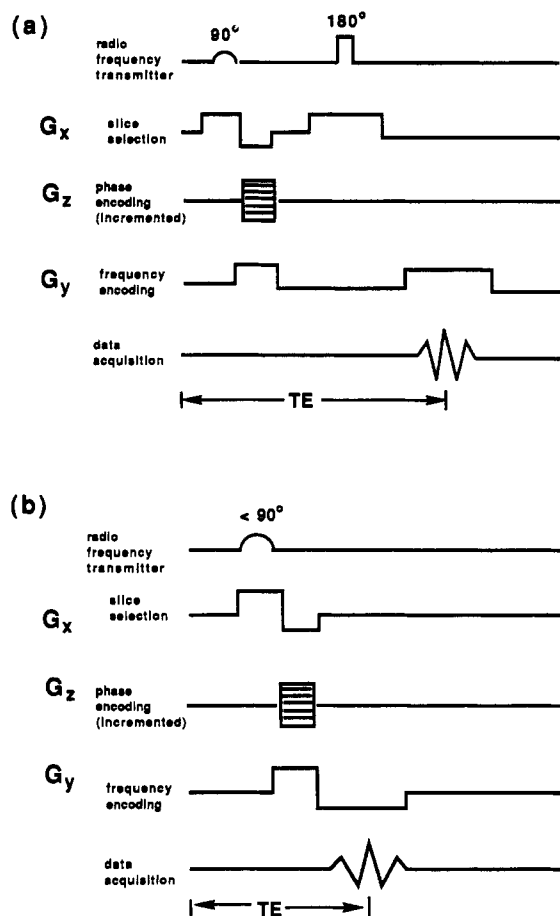 (a)
90°
180°
radio
frequency
transmitter
Gx
slice
selection
Gz
phase
encoding
(incremented)
Gy
frequency
encoding
data
acquisition
TE
(b)
< 90°
radio
frequency
transmitter
Gx
slice
selection
Gz
phase
encoding
(incremented)
Gy
frequency
encoding
data
acquisition
TE